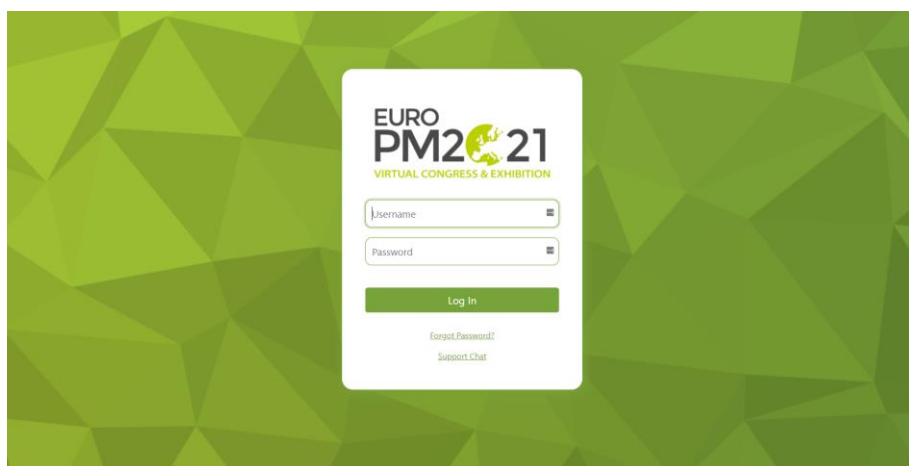 EURO
PM2021
VIRTUAL CONGRESS & EXHIBITION
Username
Password
Log In
Forgot Password?
Support Chat